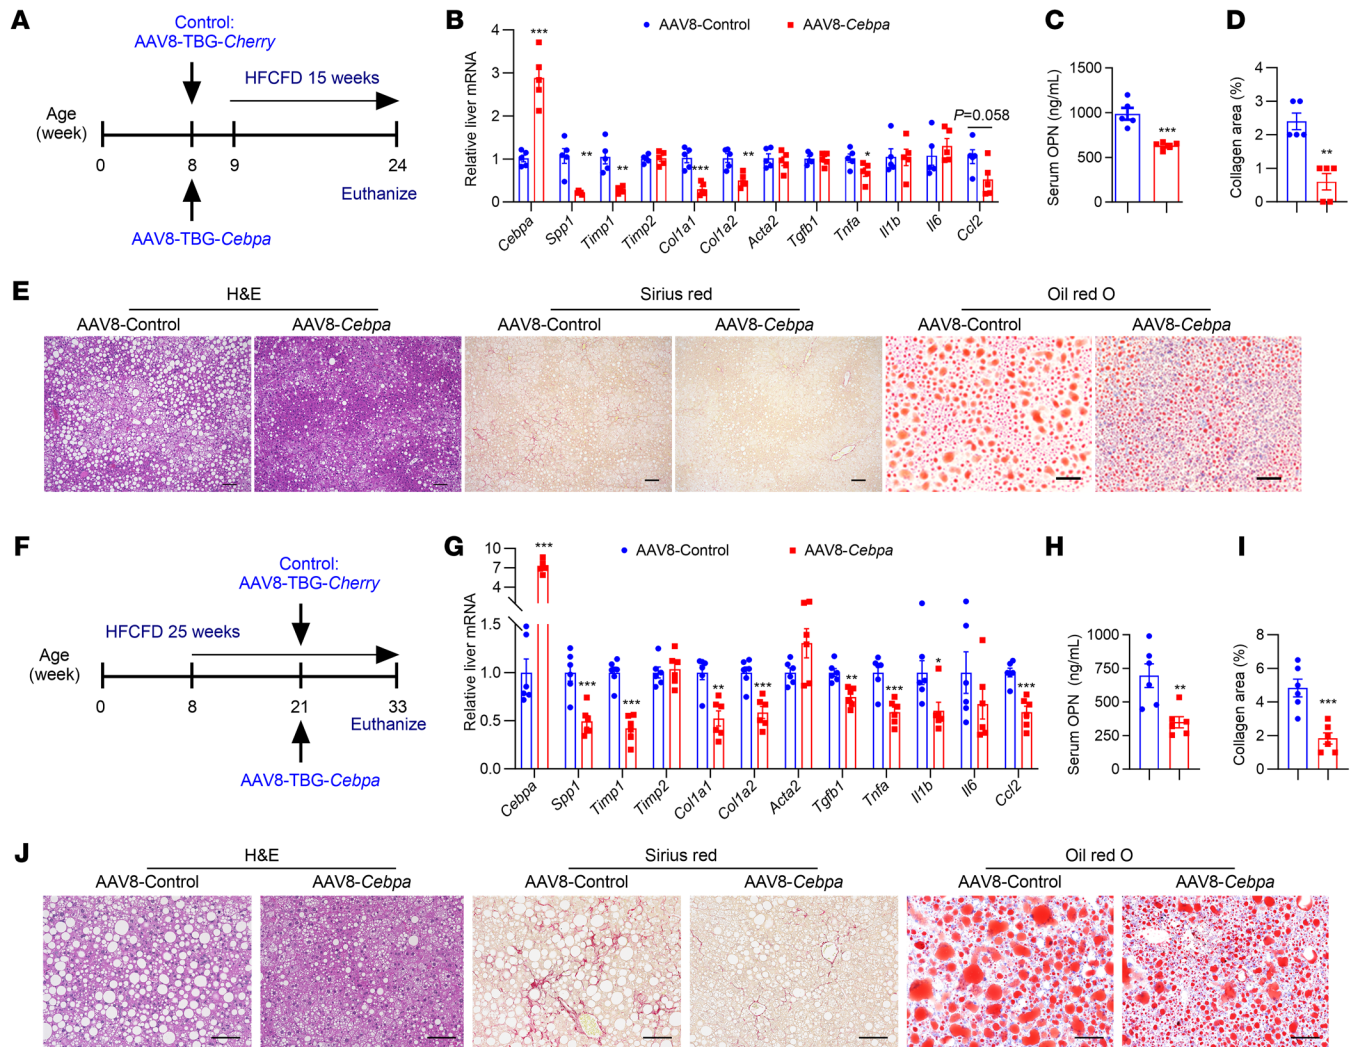 A
Control:
AAV8-TBG-Cherry
HFCFD 15 weeks
Age
(week)
0
8
9
24
Euthanize
AAV8-TBG-Cebpa
B
AAV8-Control
AAV8-Cebpa
Relative liver mRNA
5
4
3
2
1
0
***
**
**
***
**
*
P=0.058
Cebpa
Spp1
Timp1
Timp2
Col1a1
Col1a2
Acta2
Tgfb1
Tnfa
Il1b
Il6
Ccl2
C
Serum OPN (ng/mL)
1500
1000
500
0
***
D
Collagen area (%)
4
3
2
1
0
**
E
H&E
Sirius red
Oil red O
AAV8-Control
AAV8-Cebpa
AAV8-Control
AAV8-Cebpa
AAV8-Control
AAV8-Cebpa
F
Control:
AAV8-TBG-Cherry
HFCFD 25 weeks
Age
(week)
0
8
21
33
Euthanize
AAV8-TBG-Cebpa
G
AAV8-Control
AAV8-Cebpa
Relative liver mRNA
10
7
4
1.5
1.0
0.5
0.0
***
***
***
**
***
**
***
*
***
Cebpa
Spp1
Timp1
Timp2
Col1a1
Col1a2
Acta2
Tgfb1
Tnfa
Il1b
Il6
Ccl2
H
Serum OPN (ng/mL)
1000
750
500
250
0
**
I
Collagen area (%)
8
6
4
2
0
***
J
H&E
Sirius red
Oil red O
AAV8-Control
AAV8-Cebpa
AAV8-Control
AAV8-Cebpa
AAV8-Control
AAV8-Cebpa